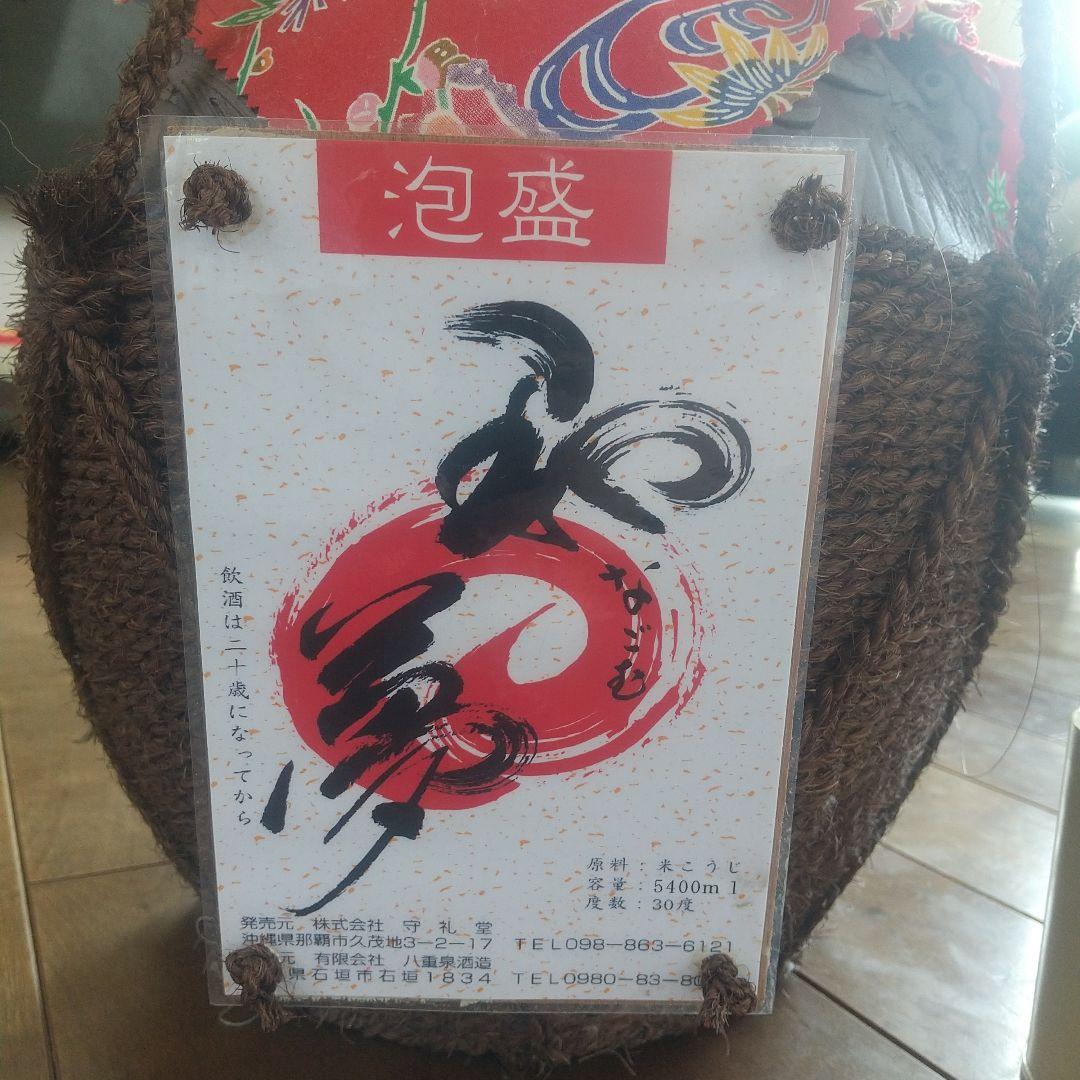 泡盛
なごむ
夢
飲酒は二十歳になってから
原料：米こうじ
容量：5400ml
度数：30度
発売元 株式会社 守礼堂
沖縄県那覇市久茂地3-2-17 TEL098-863-6121
元 有限会社 八重泉酒造
県石垣市石垣1834 TEL0980-83-8